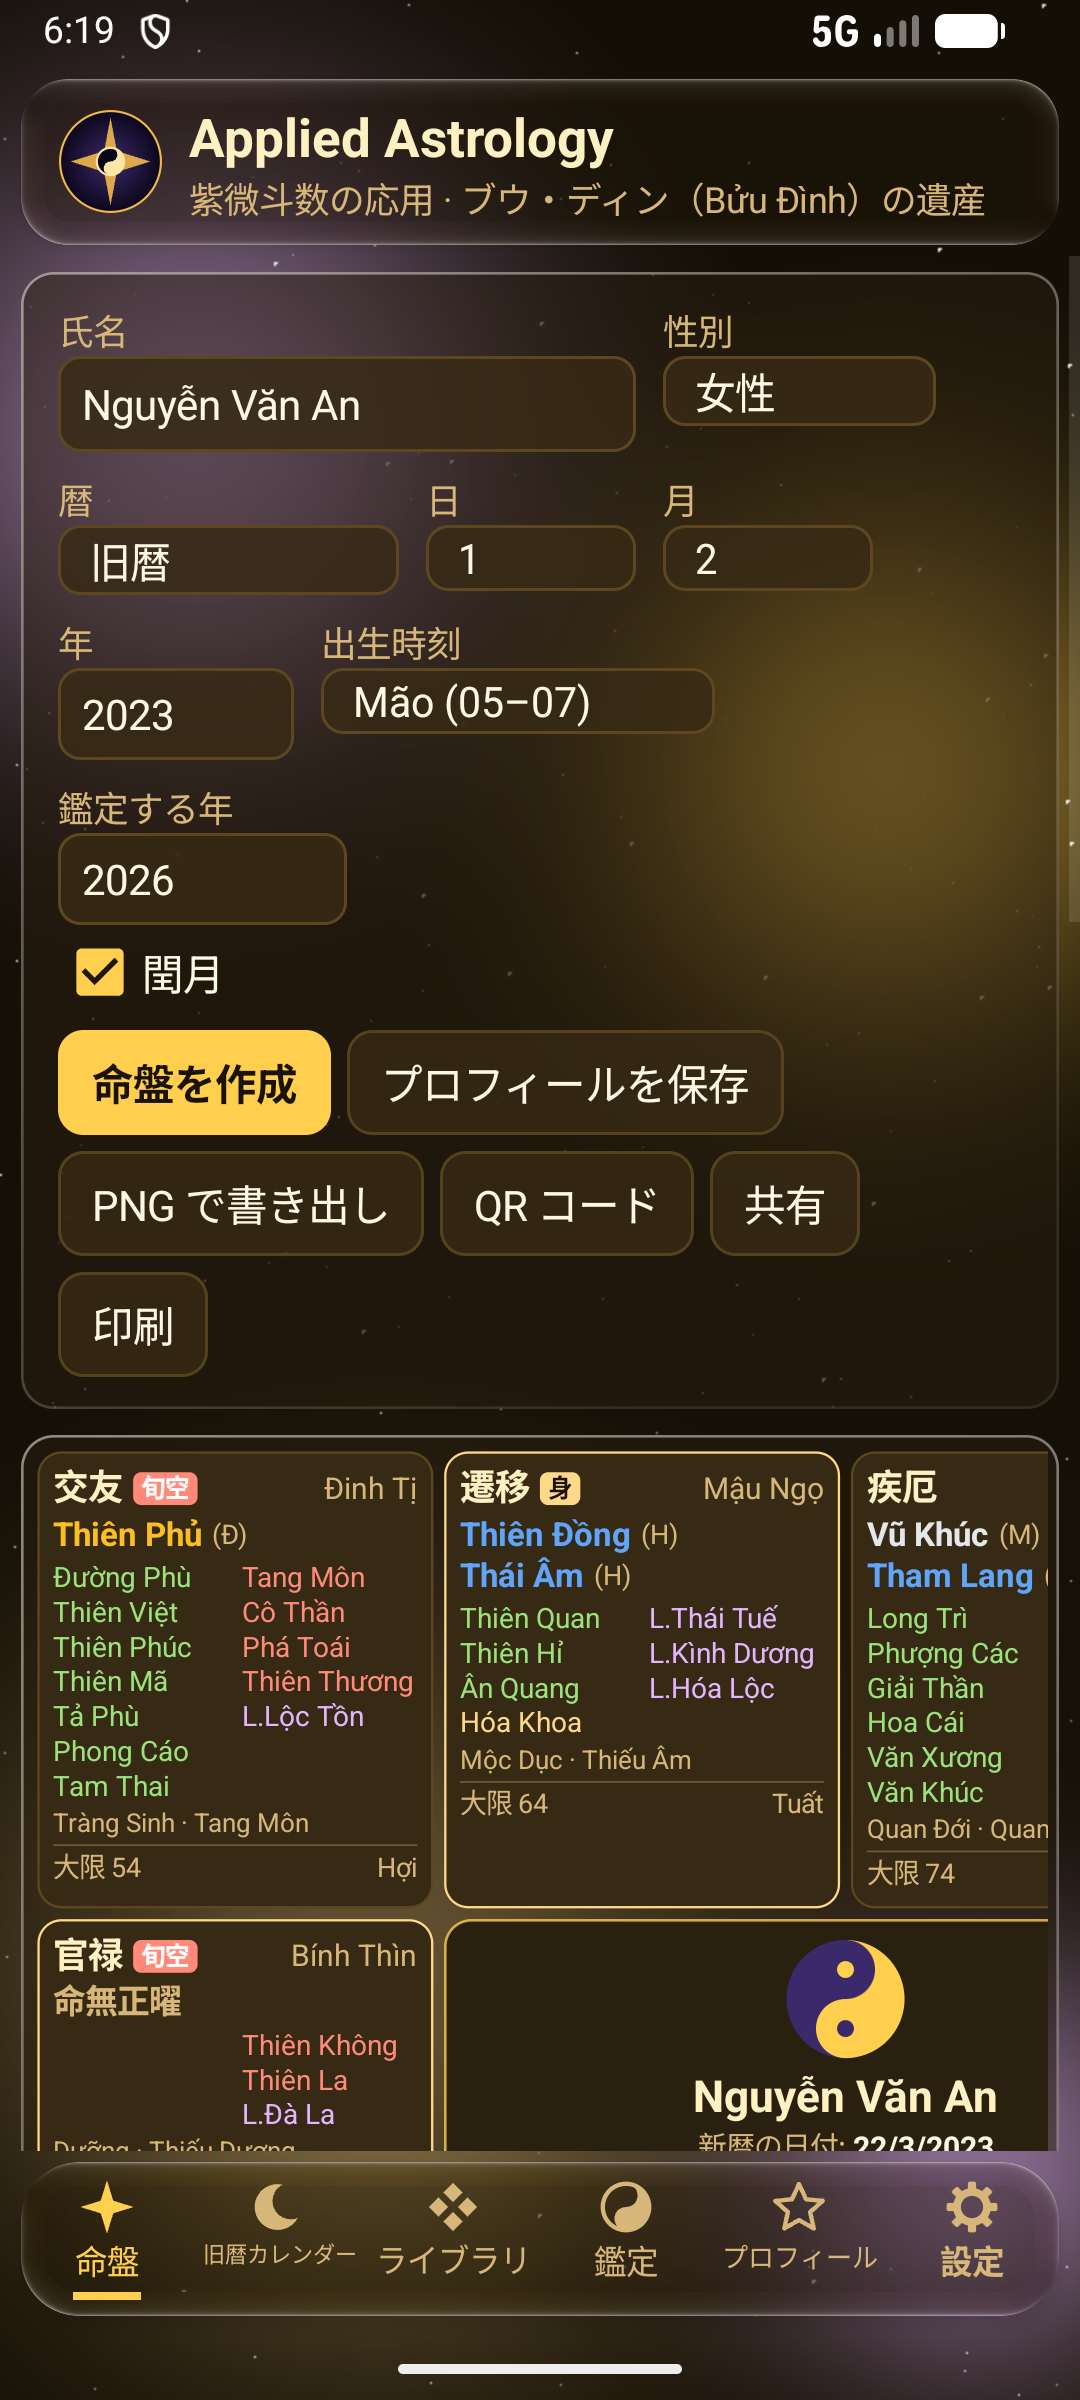 6:19
5G
Applied Astrology
紫微斗数の応用 · ブウ・ディン（Bửu Đình）の遺産
氏名
性別
Nguyễn Văn An
女性
暦
日
月
旧暦
1
2
年
出生時刻
2023
Mão (05–07)
鑑定する年
2026
閏月
命盤を作成
プロフィールを保存
PNG で書き出し
QR コード
共有
印刷
交友 旬空 Đinh Tị
Thiên Phủ (Đ)
Đường Phù Tang Môn
Thiên Việt Cô Thần
Thiên Phúc Phá Toái
Thiên Mã Thiên Thương
Tả Phù L.Lộc Tồn
Phong Cáo
Tam Thai
Tràng Sinh · Tang Môn
大限 54 Hợi
遷移 身 Mậu Ngọ
Thiên Đồng (H)
Thái Âm (H)
Thiên Quan L.Thái Tuế
Thiên Hỉ L.Kình Dương
Ân Quang L.Hóa Lộc
Hóa Khoa
Mộc Dục · Thiếu Âm
大限 64 Tuất
疾厄
Vũ Khúc (M)
Tham Lang (
Long Trì
Phượng Các
Giải Thần
Hoa Cái
Văn Xương
Văn Khúc
Quan Đới · Quan
大限 74
官禄 旬空 Bính Thìn
命無正曜
Thiên Không
Thiên La
L.Đà La
Dưỡng · Thiếu Dương
Nguyễn Văn An
新暦の日付: 22/3/2023
命盤
旧暦カレンダー
ライブラリ
鑑定
プロフィール
設定